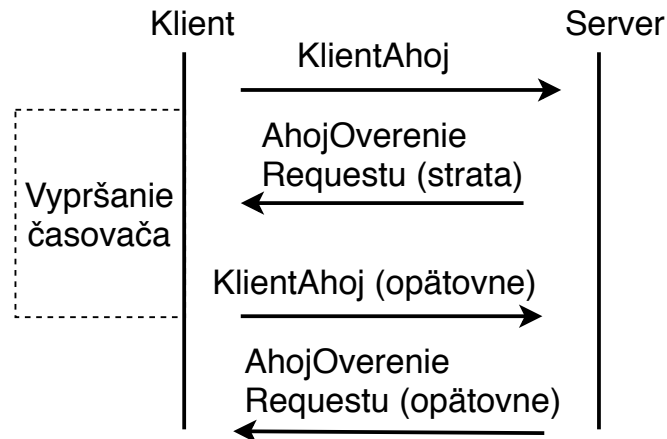 Klient
Server
KlientAhoj
AhojOverenie
Requestu (strata)
Vypršanie
časovača
KlientAhoj (opätovne)
AhojOverenie
Requestu (opätovne)